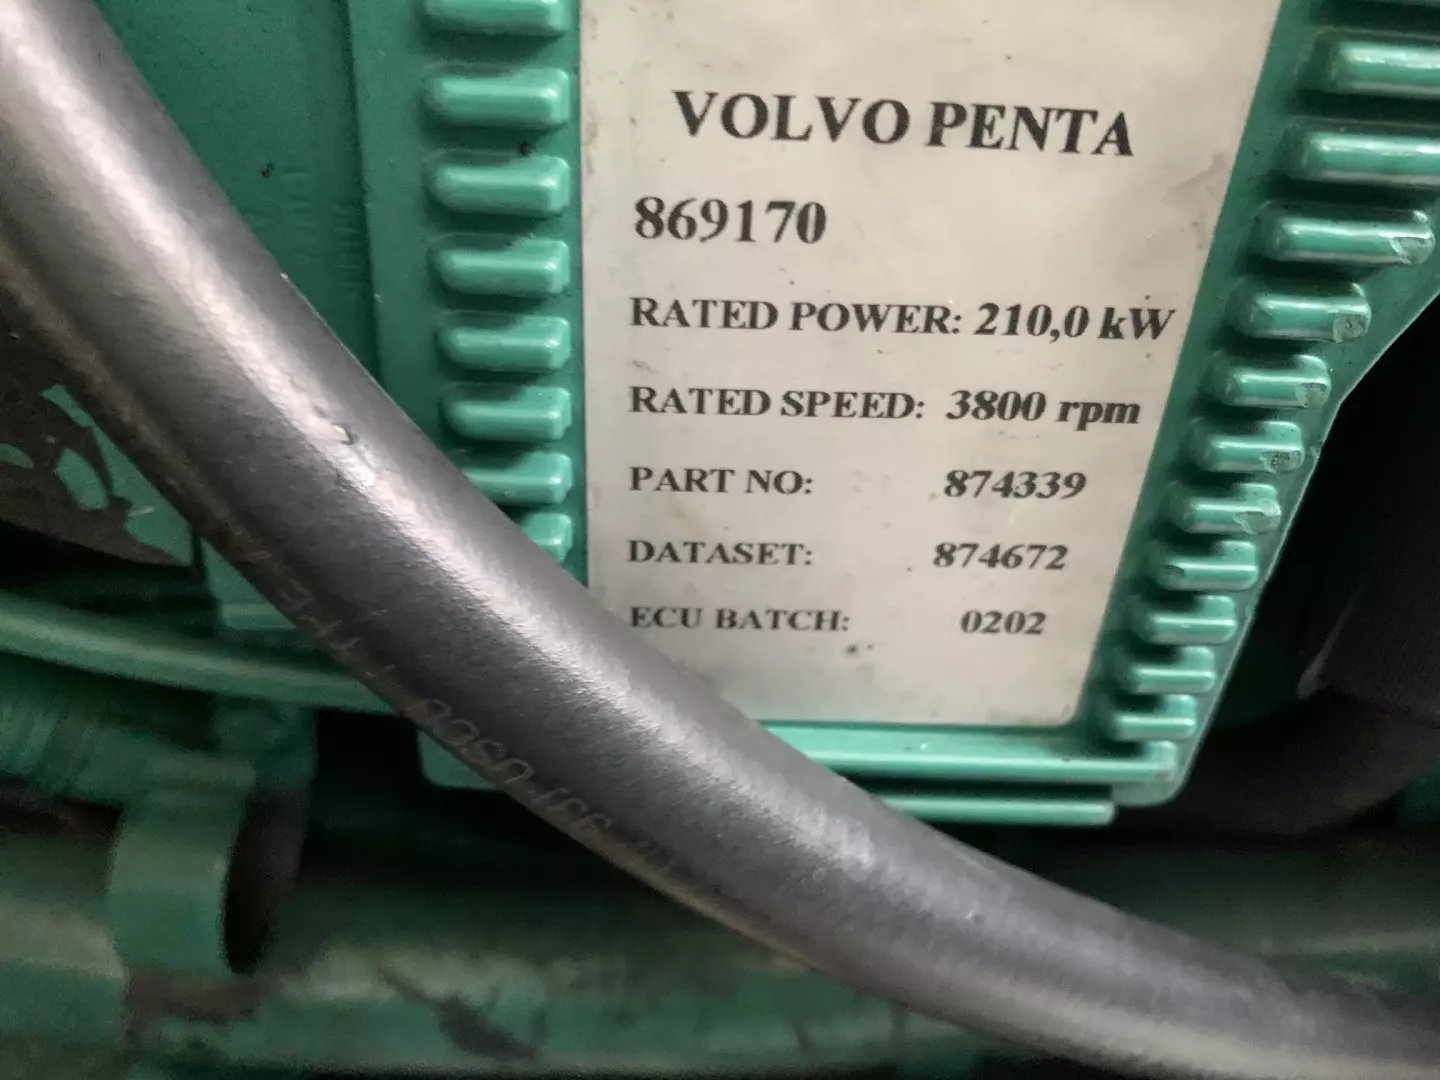 VOLVO PENTA
869170
RATED POWER: 210,0 kW
RATED SPEED: 3800 rpm
PART NO: 874339
DATASET: 874672
ECU BATCH: 0202